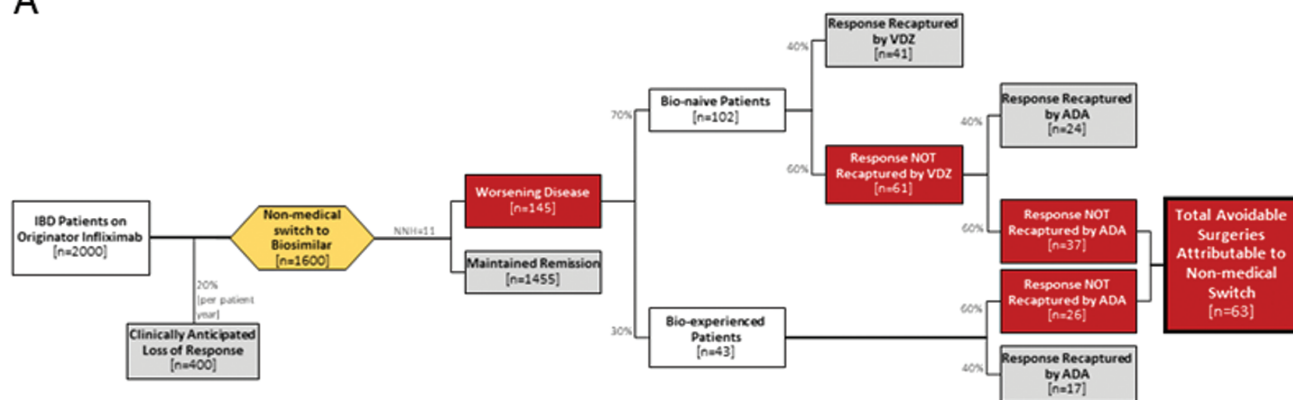 A
IBD Patients on
Originator Infliximab
[n=2000]
20%
[per patient
year]
Clinically Anticipated
Loss of Response
[n=400]
Non-medical
switch to
Biosimilar
[n=1600]
NNH=11
Worsening Disease
[n=145]
Maintained Remission
[n=1455]
70%
Bio-naive Patients
[n=102]
30%
Bio-experienced
Patients
[n=43]
40%
Response Recaptured
by VDZ
[n=41]
60%
Response NOT
Recaptured by VDZ
[n=61]
40%
Response Recaptured
by ADA
[n=24]
60%
Response NOT
Recaptured by ADA
[n=37]
60%
Response NOT
Recaptured by ADA
[n=26]
40%
Response Recaptured
by ADA
[n=17]
Total Avoidable
Surgeries
Attributable to
Non-medical
Switch
[n=63]